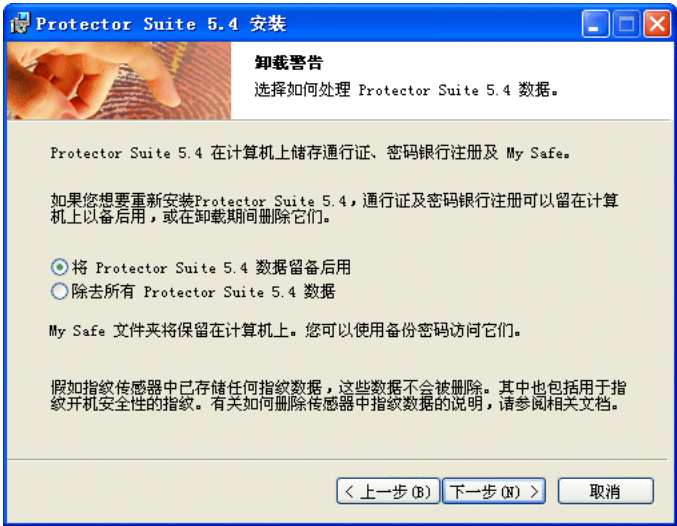 Protector Suite 5.4 安装
卸载警告
选择如何处理 Protector Suite 5.4 数据。
Protector Suite 5.4 在计算机上储存通行证、密码银行注册及 My Safe。
如果您想要重新安装Protector Suite 5.4，通行证及密码银行注册可以留在计算
机上以备后用，或在卸载期间删除它们。
将 Protector Suite 5.4 数据留备后用
除去所有 Protector Suite 5.4 数据
My Safe 文件夹将保留在计算机上。您可以使用备份密码访问它们。
假如指纹传感器中已存储任何指纹数据，这些数据不会被删除。其中也包括用于指
纹开机安全性的指纹。有关如何删除传感器中指纹数据的说明，请参阅相关文档。
< 上一步(B) 下一步(N) > 取消